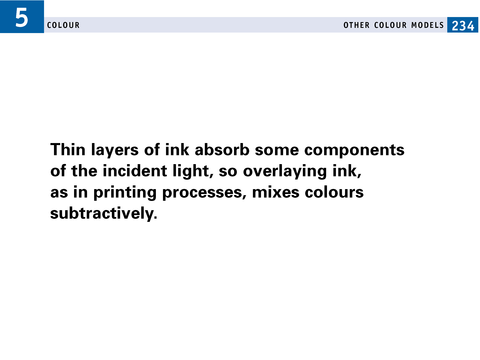 5
COLOUR
OTHER COLOUR MODELS 234
Thin layers of ink absorb some components
of the incident light, so overlaying ink,
as in printing processes, mixes colours
subtractively.